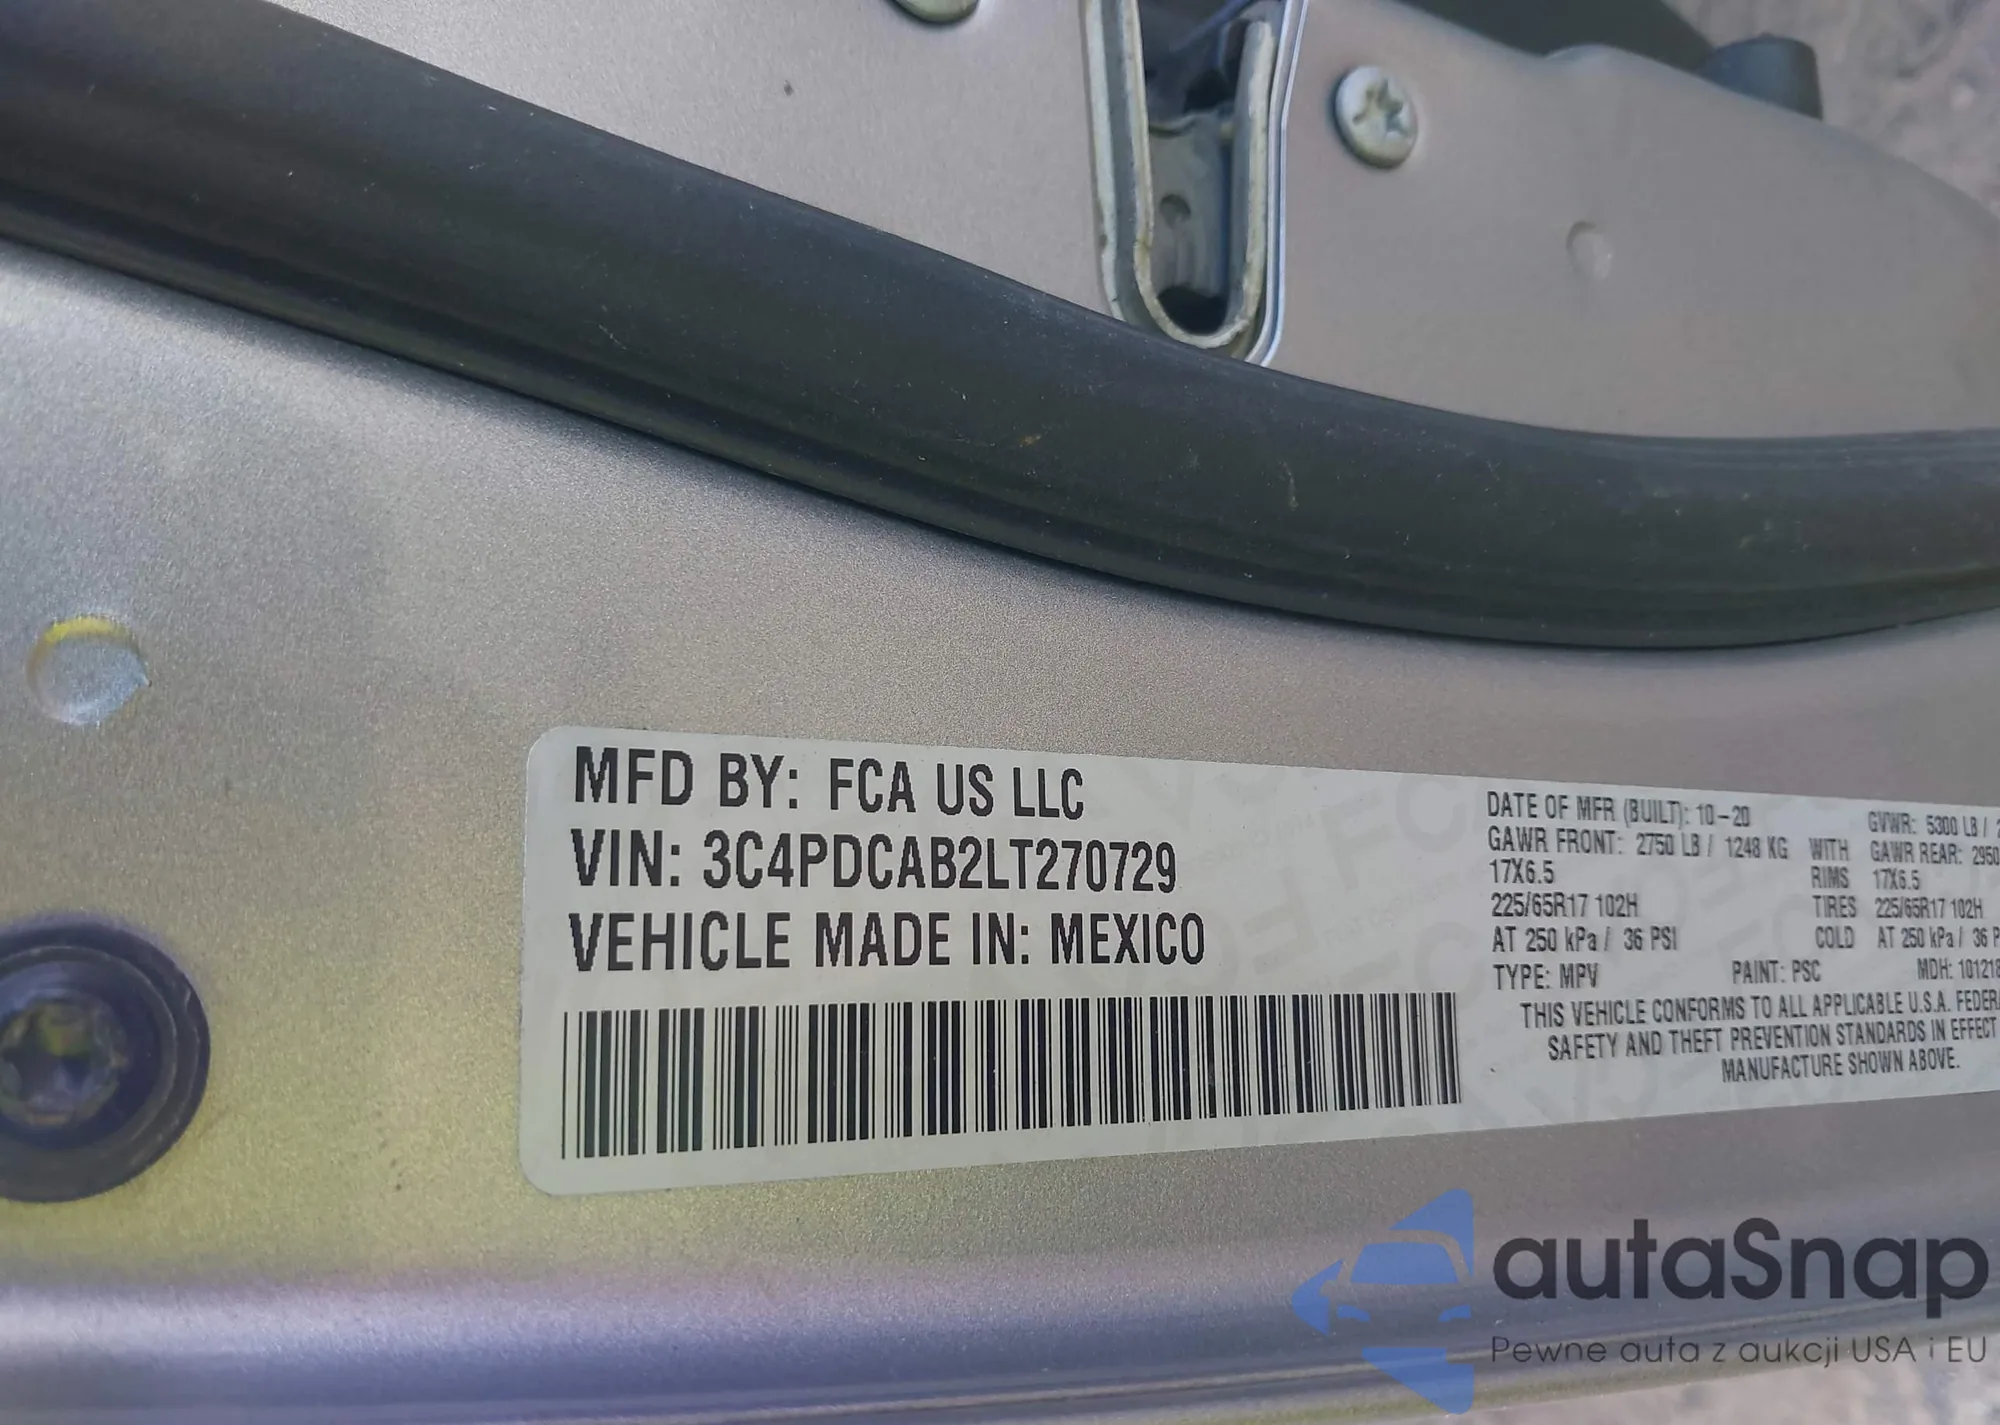 MFD BY: FCA US LLC
VIN: 3C4PDCAB2LT270729
VEHICLE MADE IN: MEXICO
DATE OF MFR (BUILT): 10-20 GVWR: 5300 LB /
GAWR FRONT: 2750 LB / 1248 KG WITH GAWR REAR: 2950
17X6.5 RIMS 17X6.5
225/65R17 102H TIRES 225/65R17 102H
AT 250 kPa / 36 PSI COLD AT 250 kPa / 36 P
TYPE: MPV PAINT: PSC MDH: 101218
THIS VEHICLE CONFORMS TO ALL APPLICABLE U.S.A. FEDERA
SAFETY AND THEFT PREVENTION STANDARDS IN EFFECT
MANUFACTURE SHOWN ABOVE.
autaSnap
Pewne auta z aukcji USA i EU